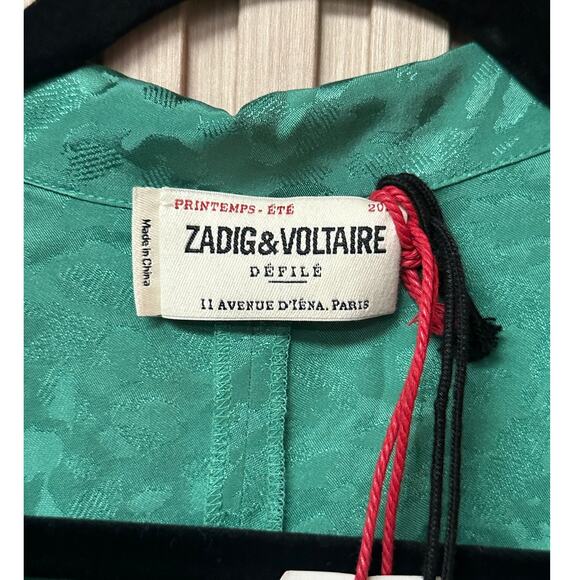 PRINTEMPS - ÉTÉ
ZADIG&VOLTAIRE
DÉFILÉ
11 AVENUE D'IÉNA. PARIS
Made in China